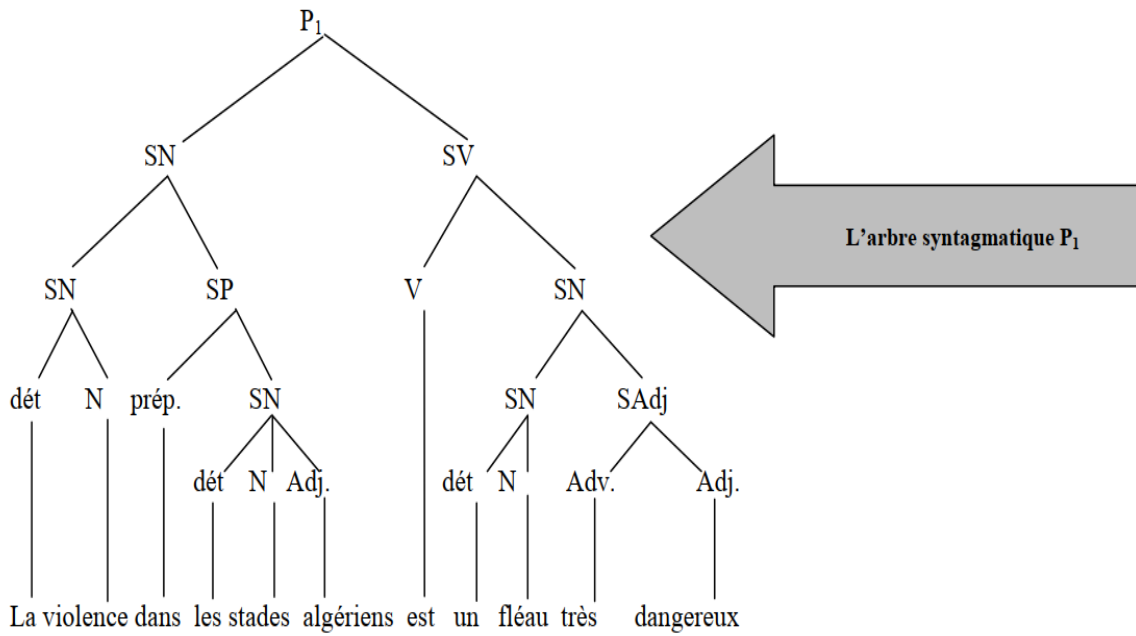 P₁
SN SV
L'arbre syntagmatique P₁
SN SP V SN
dét N prép. SN SN SAdj
dét N Adj. dét N Adv. Adj.
La violence dans les stades algériens est un fléau très dangereux